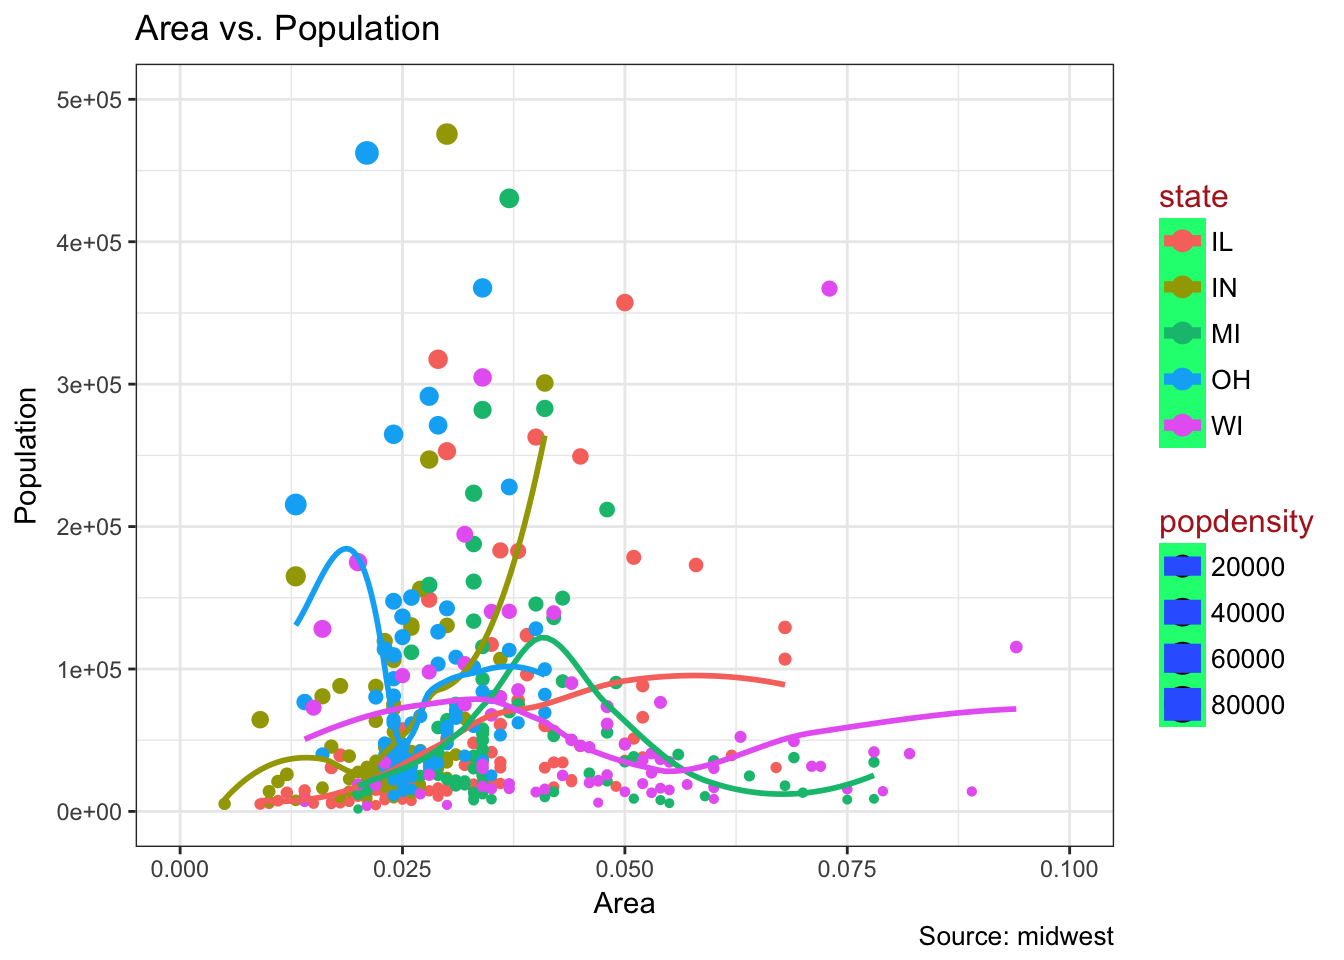 Area vs. Population
5e+05
4e+05
3e+05
2e+05
1e+05
0e+00
Population
0.000 0.025 0.050 0.075 0.100
Area
Source: midwest
state
IL
IN
MI
OH
WI
popdensity
20000
40000
60000
80000